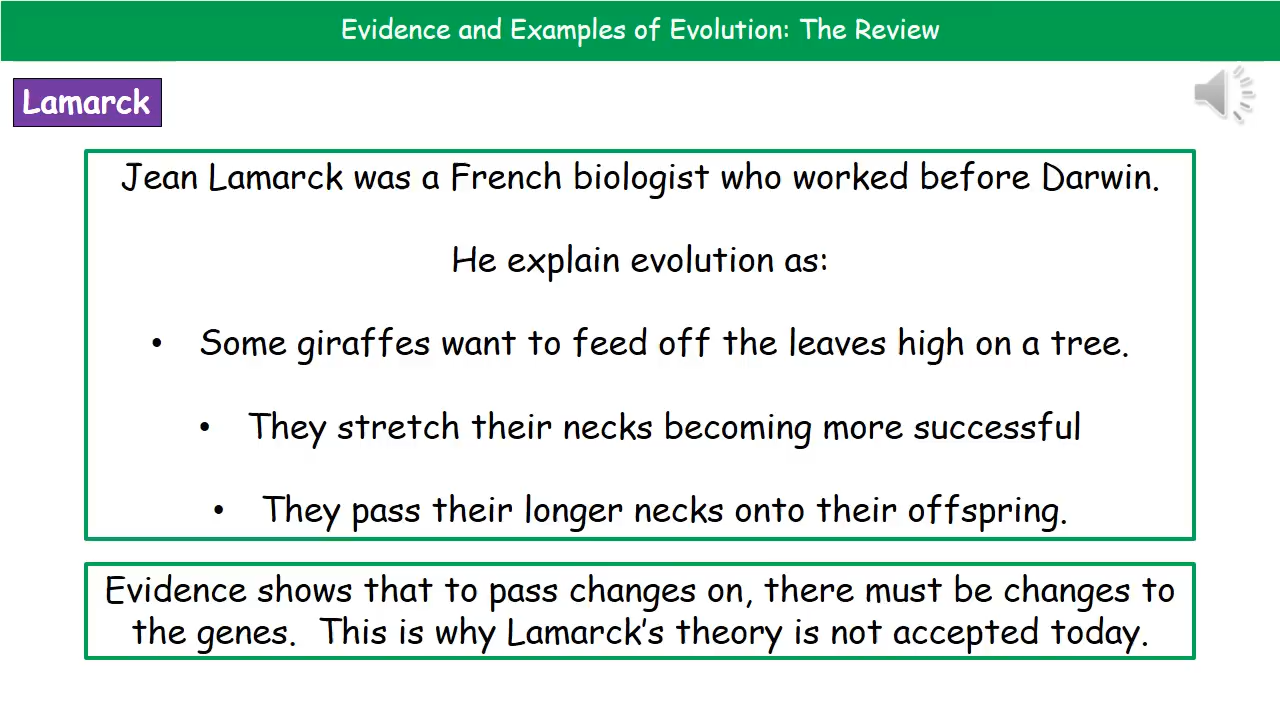 Evidence and Examples of Evolution: The Review
Lamarck
Jean Lamarck was a French biologist who worked before Darwin.
He explain evolution as:
• Some giraffes want to feed off the leaves high on a tree.
• They stretch their necks becoming more successful
• They pass their longer necks onto their offspring.
Evidence shows that to pass changes on, there must be changes to
the genes.  This is why Lamarck's theory is not accepted today.